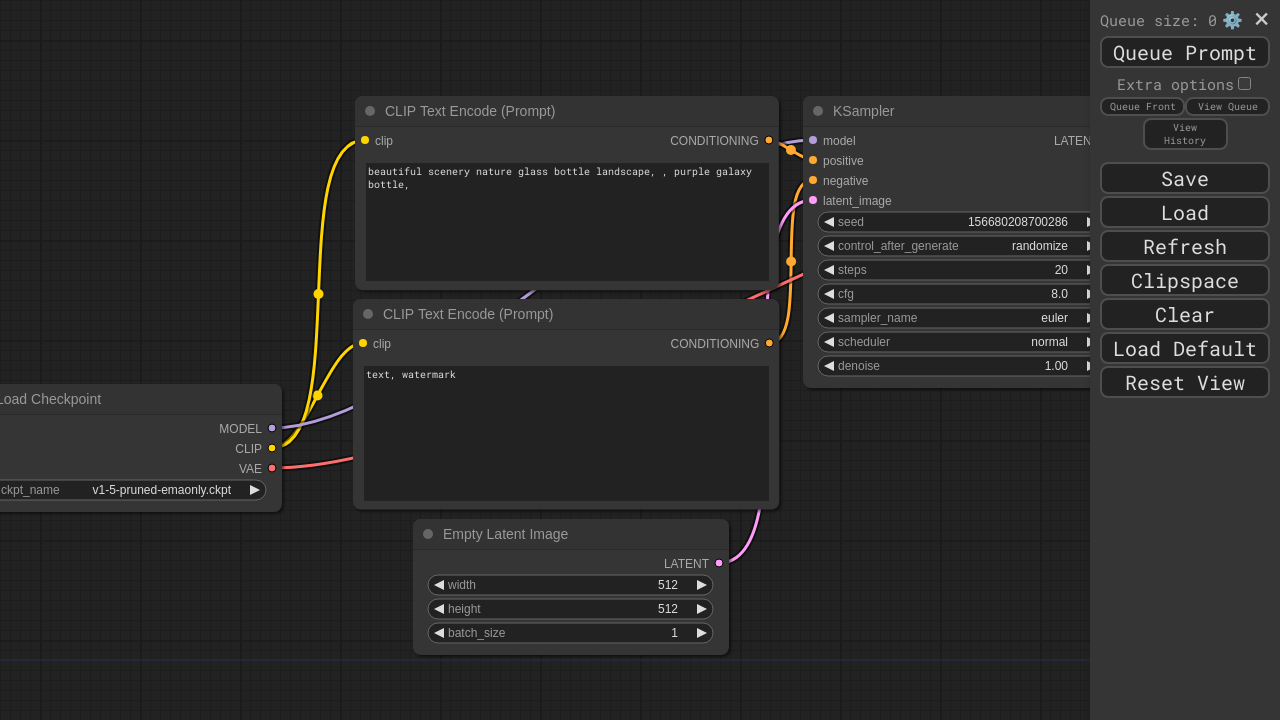 Queue size: 0
Queue Prompt
Extra options
Queue Front
View Queue
View
History
Save
Load
Refresh
Clipspace
Clear
Load Default
Reset View
CLIP Text Encode (Prompt)
clip
CONDITIONING
beautiful scenery nature glass bottle landscape, , purple galaxy
bottle,
CLIP Text Encode (Prompt)
clip
CONDITIONING
text, watermark
KSampler
model
LATEN
positive
negative
latent_image
seed 156680208700286
control_after_generate randomize
steps 20
cfg 8.0
sampler_name euler
scheduler normal
denoise 1.00
Load Checkpoint
MODEL
CLIP
VAE
ckpt_name v1-5-pruned-emaonly.ckpt
Empty Latent Image
LATENT
width 512
height 512
batch_size 1